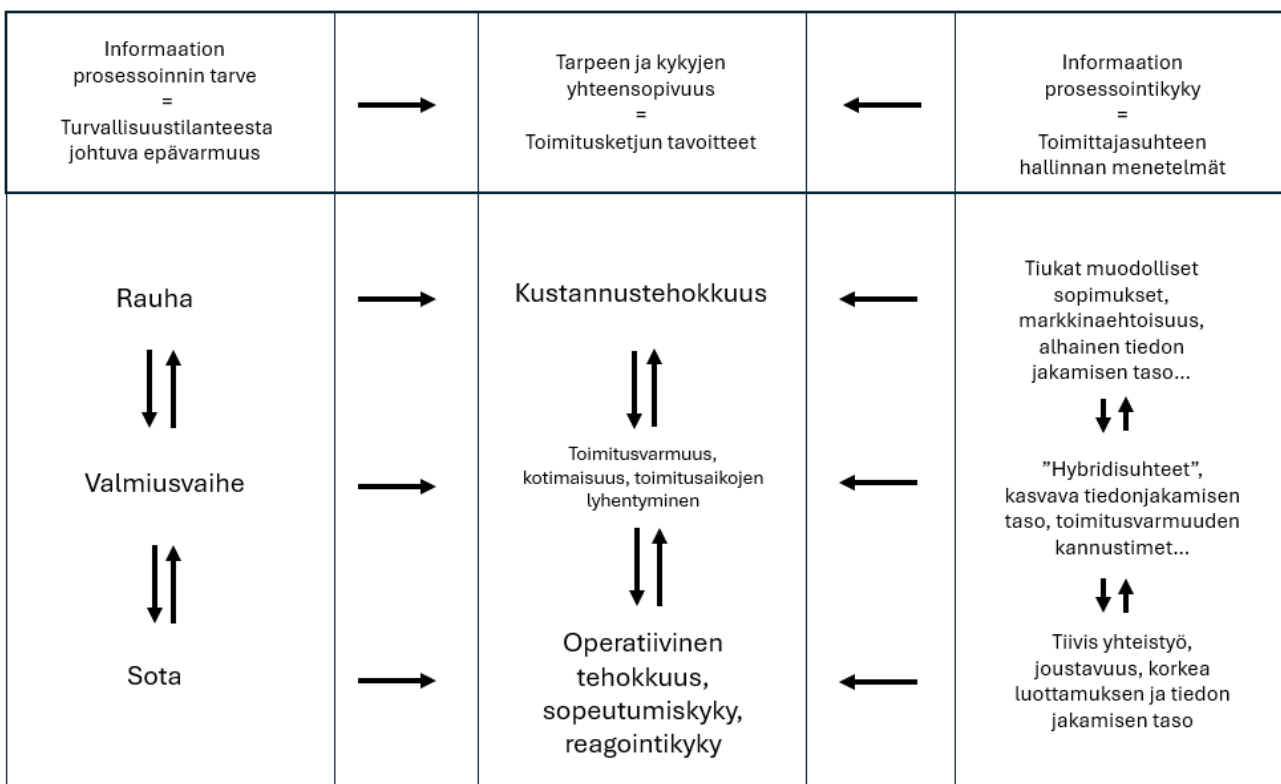 Informaation
prosessoinnin tarve
=
Turvallisuustilanteesta
johtuva epävarmuus
Tarpeen ja kykyjen
yhteensopivuus
=
Toimitusketjun tavoitteet
Informaation
prosessointikyky
=
Toimittajasuhteen
hallinnan menetelmät
Rauha
Kustannustehokkuus
Tiukat muodolliset
sopimukset,
markkinaehtoisuus,
alhainen tiedon
jakamisen taso...
Valmiusvaihe
Toimitusvarmuus,
kotimaisuus, toimitusaikojen
lyhentyminen
”Hybridisuhteet”,
kasvava tiedonjakamisen
taso, toimitusvarmuuden
kannustimet...
Sota
Operatiivinen
tehokkuus,
sopeutumiskyky,
reagointikyky
Tiivis yhteistyö,
joustavuus, korkea
luottamuksen ja tiedon
jakamisen taso